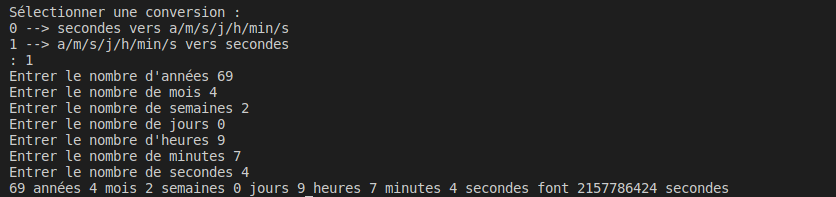 Sélectionner une conversion :
0 --> secondes vers a/m/s/j/h/min/s
1 --> a/m/s/j/h/min/s vers secondes
: 1
Entrer le nombre d'années 69
Entrer le nombre de mois 4
Entrer le nombre de semaines 2
Entrer le nombre de jours 0
Entrer le nombre d'heures 9
Entrer le nombre de minutes 7
Entrer le nombre de secondes 4
69 années 4 mois 2 semaines 0 jours 9 heures 7 minutes 4 secondes font 2157786424 secondes